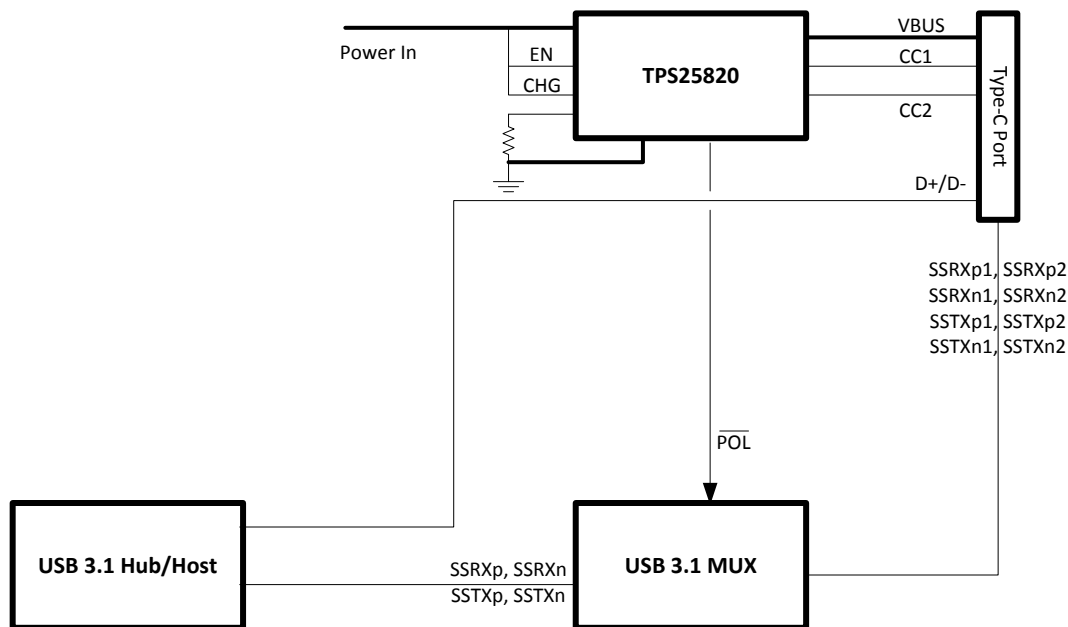 Power In
EN
CHG
TPS25820
VBUS
CC1
CC2
Type-C Port
D+/D-
SSRXp1, SSRXp2
SSRXn1, SSRXn2
SSTXp1, SSTXp2
SSTXn1, SSTXn2
POL
USB 3.1 Hub/Host
SSRXp, SSRXn
SSTXp, SSTXn
USB 3.1 MUX